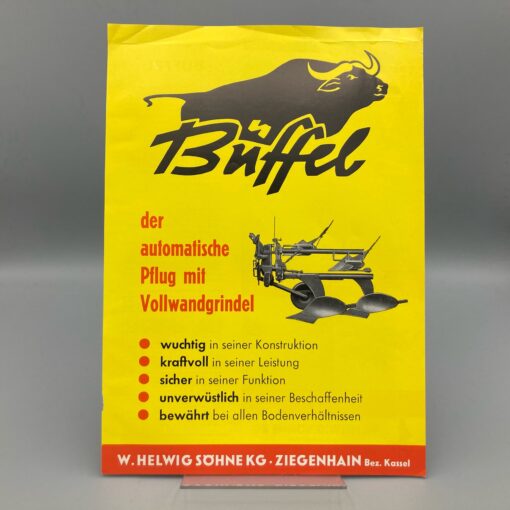 Büffel
der
automatische
Pflug mit
Vollwandgrindel
wuchtig in seiner Konstruktion
kraftvoll in seiner Leistung
sicher in seiner Funktion
unverwüstlich in seiner Beschaffenheit
bewährt bei allen Bodenverhältnissen
W. HELWIG SÖHNE KG · ZIEGENHAIN Bez. Kassel